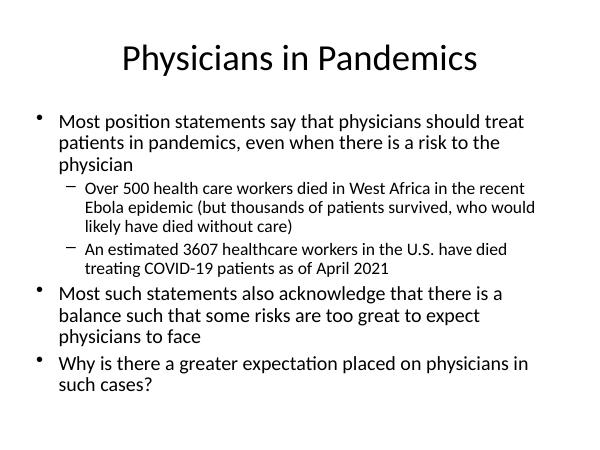 Physicians in Pandemics
• Most position statements say that physicians should treat
patients in pandemics, even when there is a risk to the
physician
– Over 500 health care workers died in West Africa in the recent
Ebola epidemic (but thousands of patients survived, who would
likely have died without care)
– An estimated 3607 healthcare workers in the U.S. have died
treating COVID-19 patients as of April 2021
• Most such statements also acknowledge that there is a
balance such that some risks are too great to expect
physicians to face
• Why is there a greater expectation placed on physicians in
such cases?